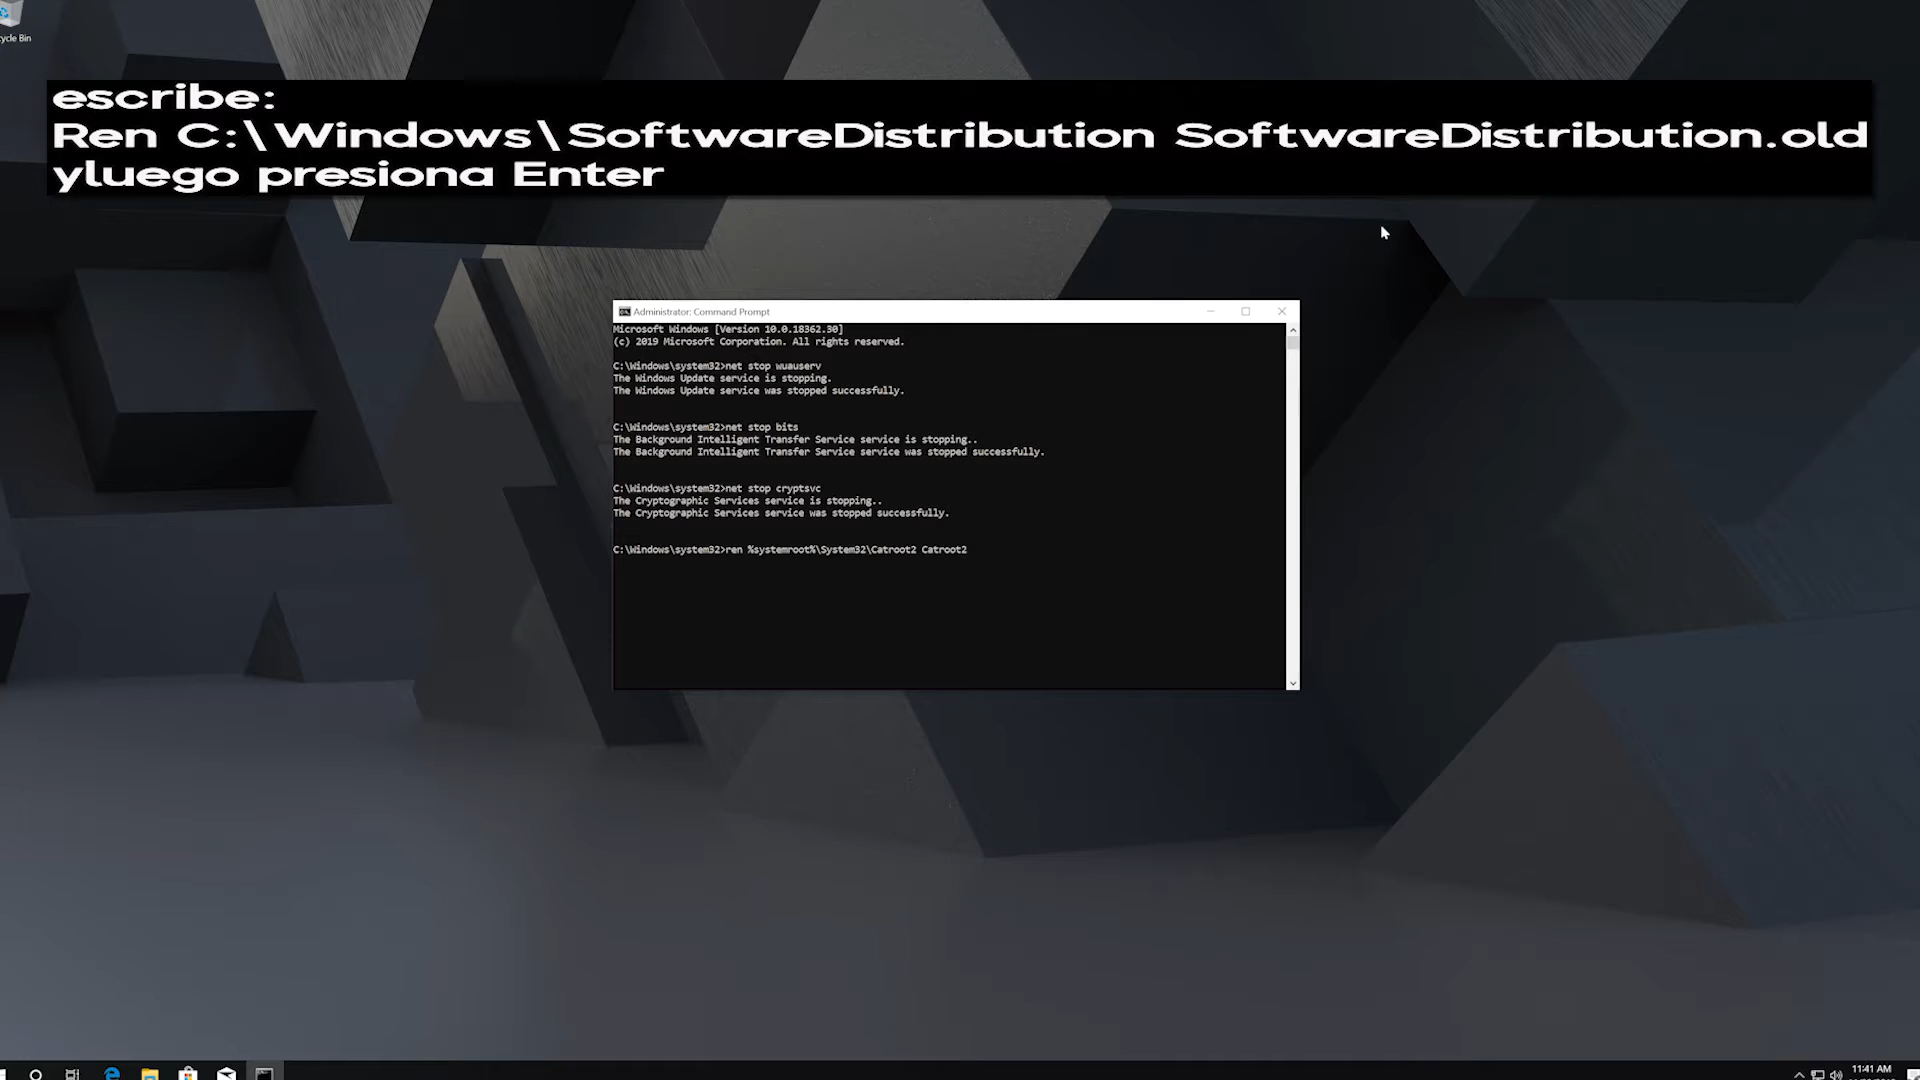 ycle Bin
escribe:
Ren C:\Windows\SoftwareDistribution SoftwareDistribution.old
yluego presiona Enter
Administrator: Command Prompt
Microsoft Windows [Version 10.0.18362.30]
(c) 2019 Microsoft Corporation. All rights reserved.
C:\Windows\system32>net stop wuauserv
The Windows Update service is stopping.
The Windows Update service was stopped successfully.
C:\Windows\system32>net stop bits
The Background Intelligent Transfer Service service is stopping..
The Background Intelligent Transfer Service service was stopped successfully.
C:\Windows\system32>net stop cryptsvc
The Cryptographic Services service is stopping..
The Cryptographic Services service was stopped successfully.
C:\Windows\system32>ren %systemroot%\System32\Catroot2 Catroot2
11:41 AM